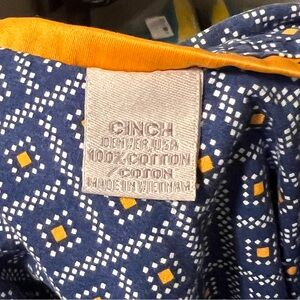 CINCH
DENVER, USA
100% COTTON
/COTON
MADE IN VIETNAM